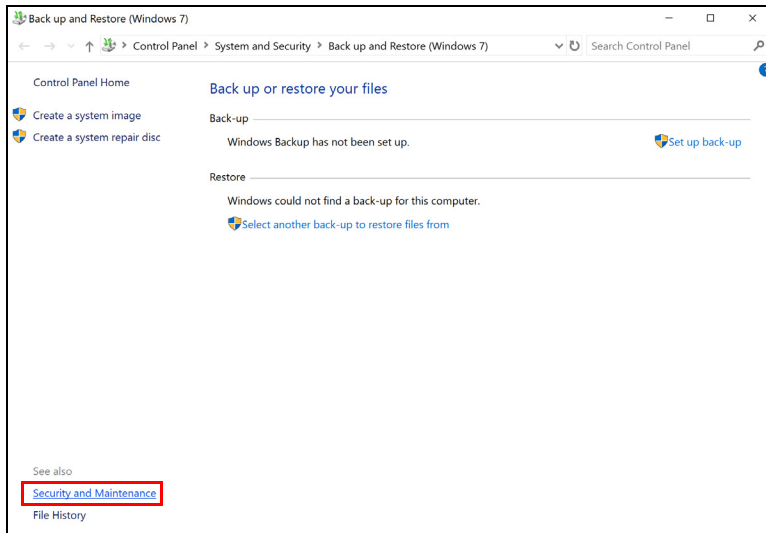 Back up and Restore (Windows 7)
Control Panel > System and Security > Back up and Restore (Windows 7)
Search Control Panel
Control Panel Home
Create a system image
Create a system repair disc
Back up or restore your files
Back-up
Windows Backup has not been set up.
Set up back-up
Restore
Windows could not find a back-up for this computer.
Select another back-up to restore files from
See also
Security and Maintenance
File History